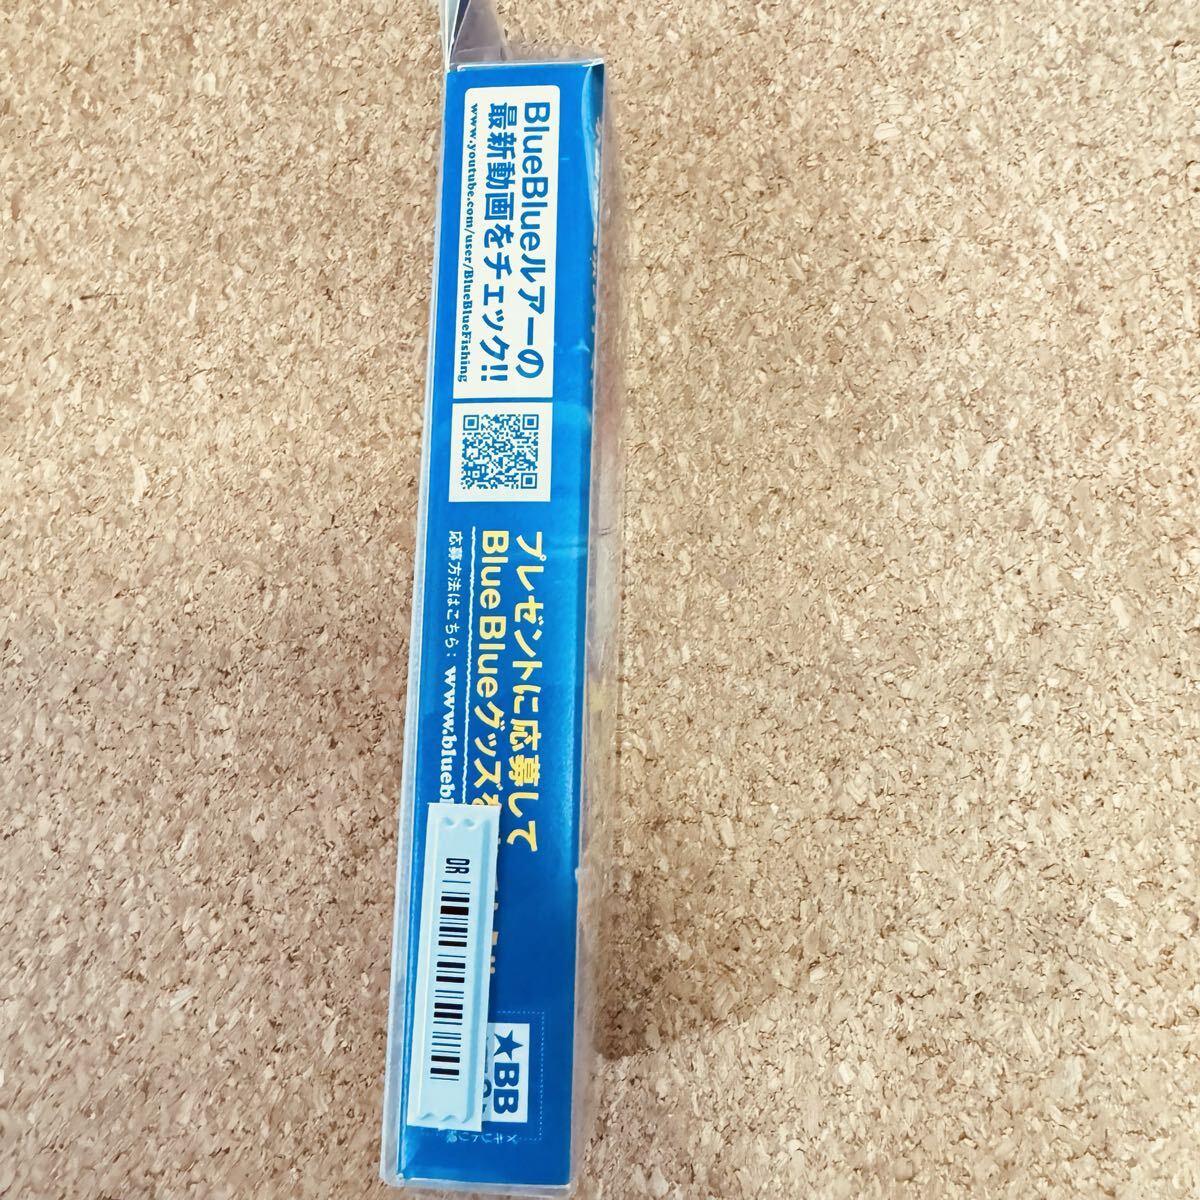 BlueBlueルアーの
最新動画をチェック!!
www.youtube.com/user/BlueBlueFishing
プレゼントに応募して
BlueBlueグッズを
応募方法はこちら: www.blueb
DR
★BB